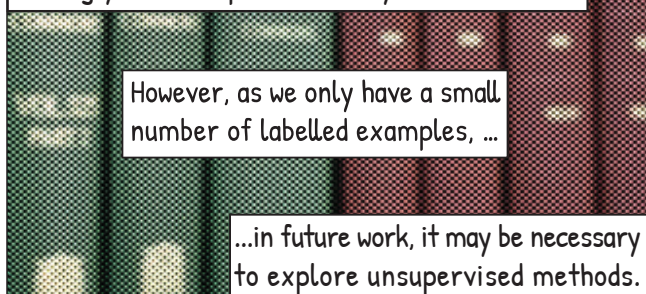 However, as we only have a small
number of labelled examples, ...
...in future work, it may be necessary
to explore unsupervised methods.